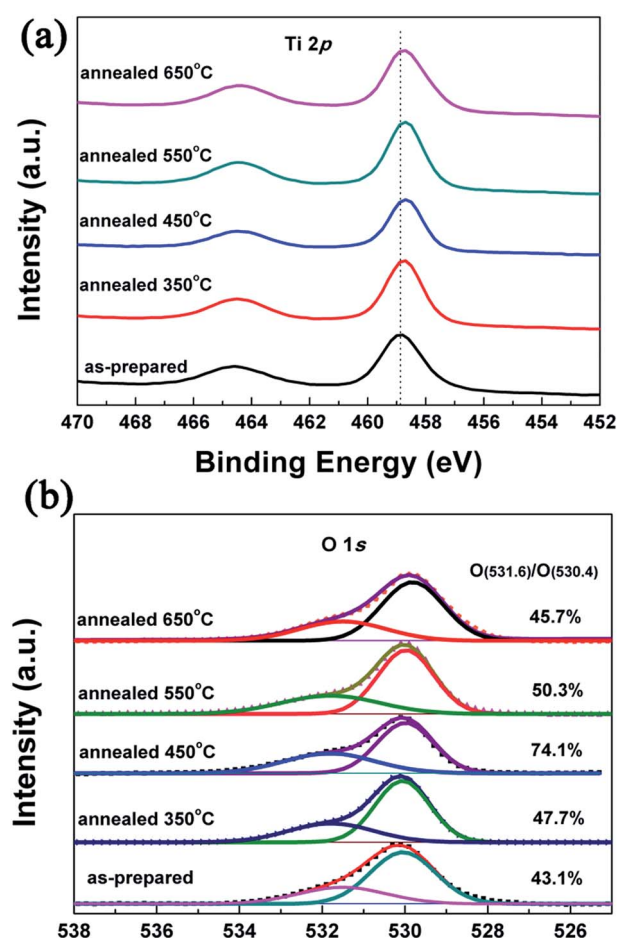 (a)
Ti 2p
annealed 650°C
annealed 550°C
annealed 450°C
annealed 350°C
as-prepared
Intensity (a.u.)
470 468 466 464 462 460 458 456 454 452
Binding Energy (eV)
(b)
O 1s
O(531.6)/O(530.4)
annealed 650°C 45.7%
annealed 550°C 50.3%
annealed 450°C 74.1%
annealed 350°C 47.7%
as-prepared 43.1%
Intensity (a.u.)
538 536 534 532 530 528 526